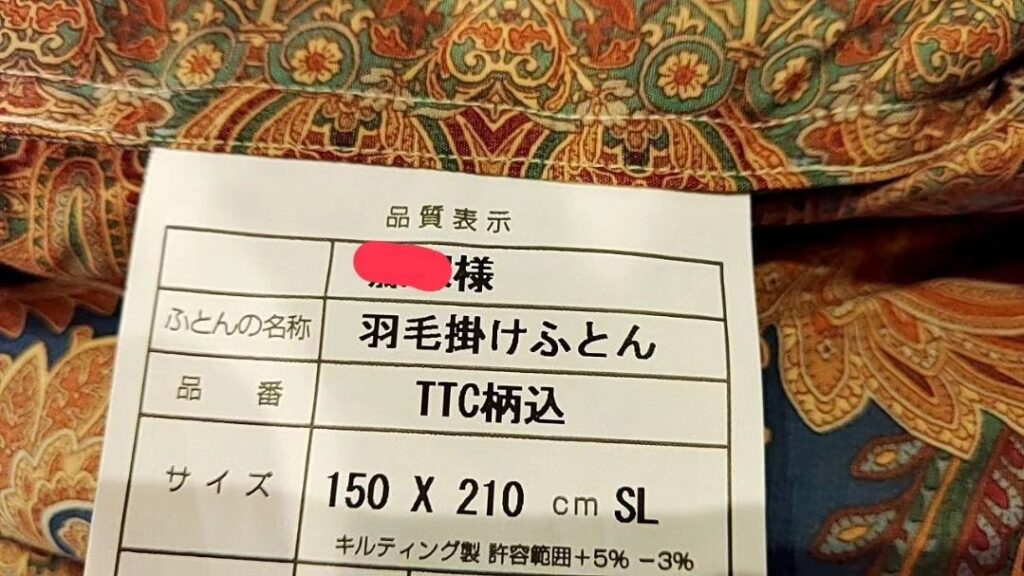 品質表示
様
ふとんの名称 羽毛掛けふとん
品番 TTC柄込
サイズ 150 X 210 cm SL
キルティング製 許容範囲+5% -3%